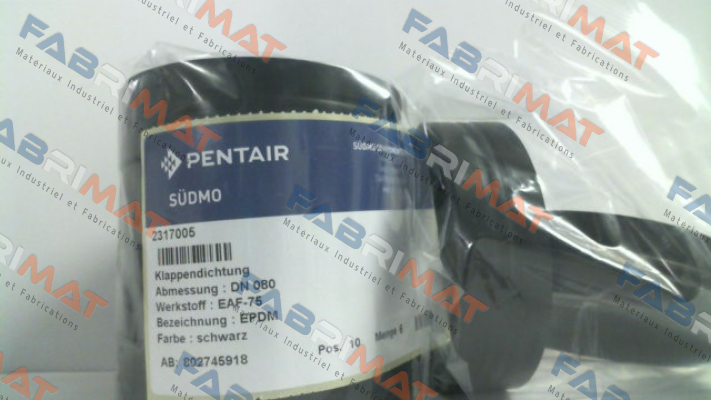 PENTAIR
SÜDMO
2317005
Klappendichtung
Abmessung : DN 080
Werkstoff : EAF-75
Bezeichnung : EPDM
Farbe : schwarz
Pos. 10 Menge 6
AB: 802745918
FABRIMAT
Materiaux Industriel et Fabrications